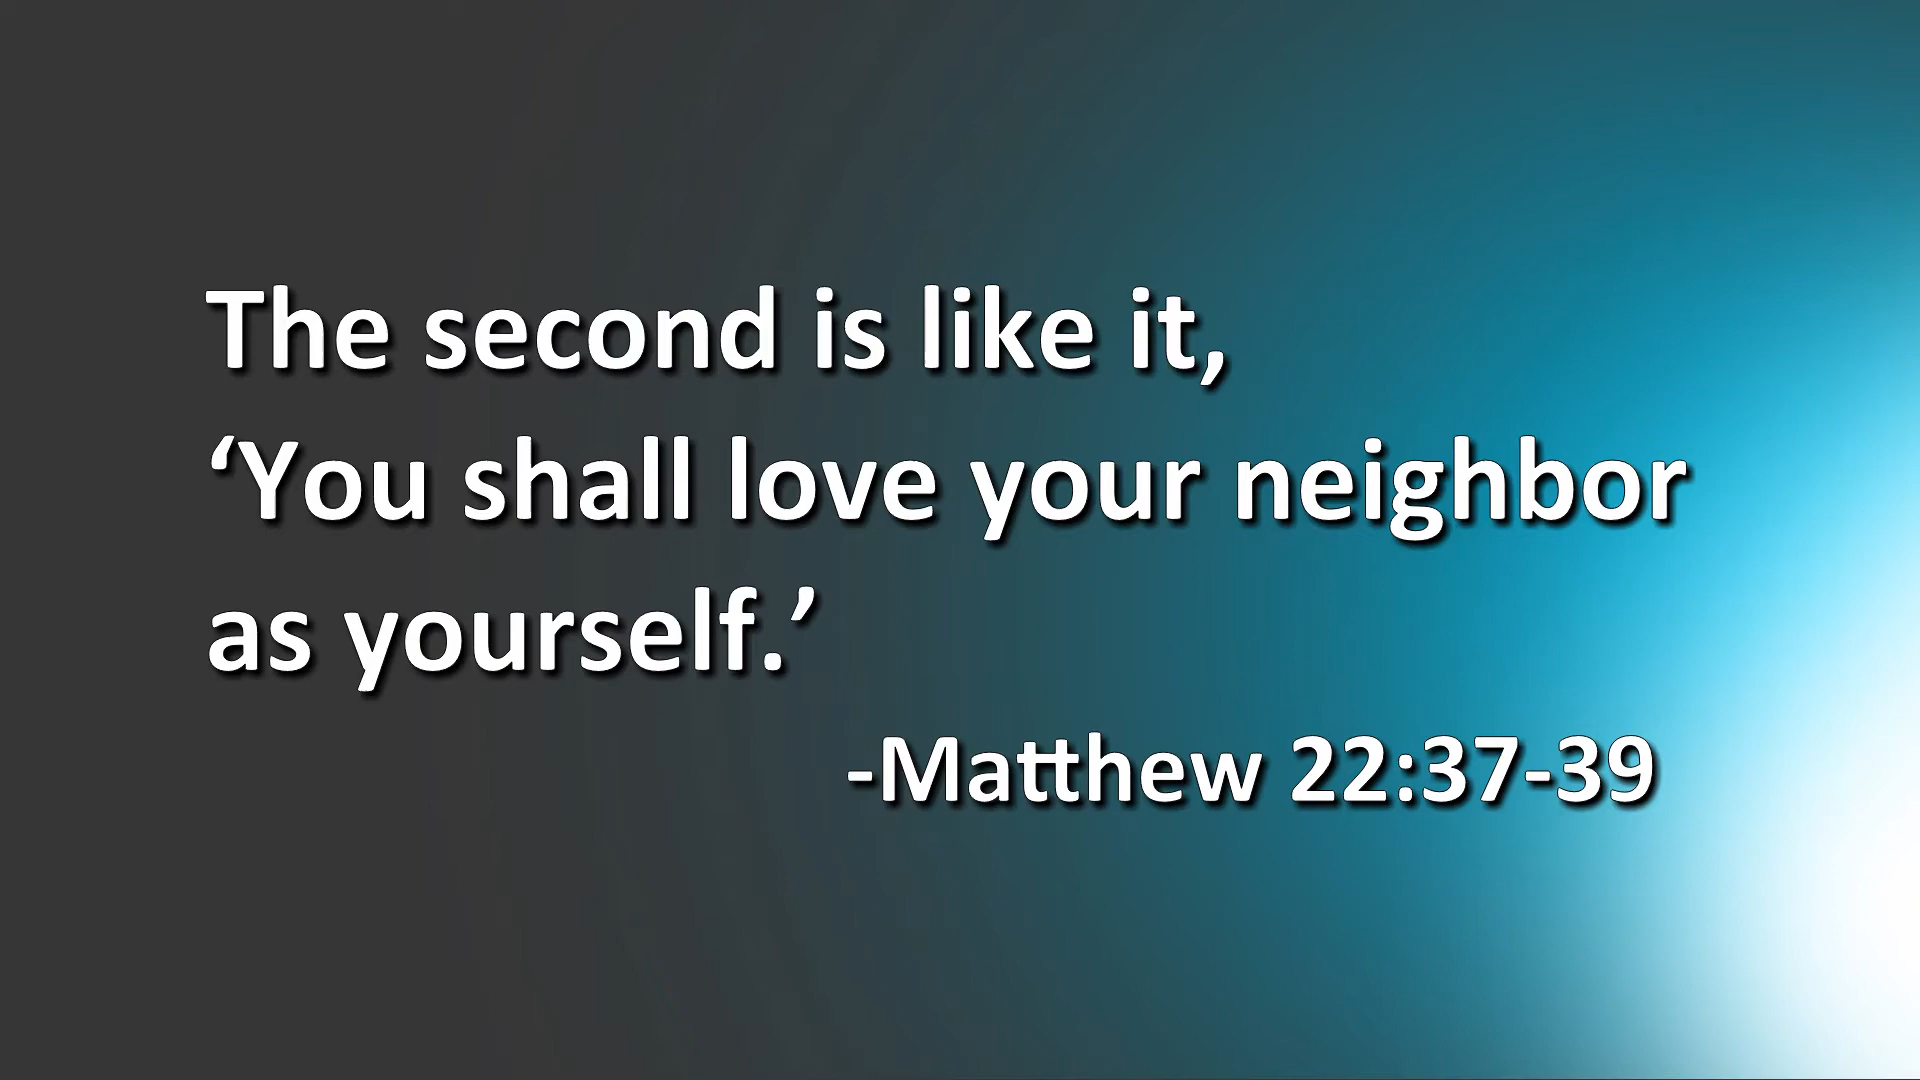 The second is like it,
‘You shall love your neighbor
as yourself.’
-Matthew 22:37-39